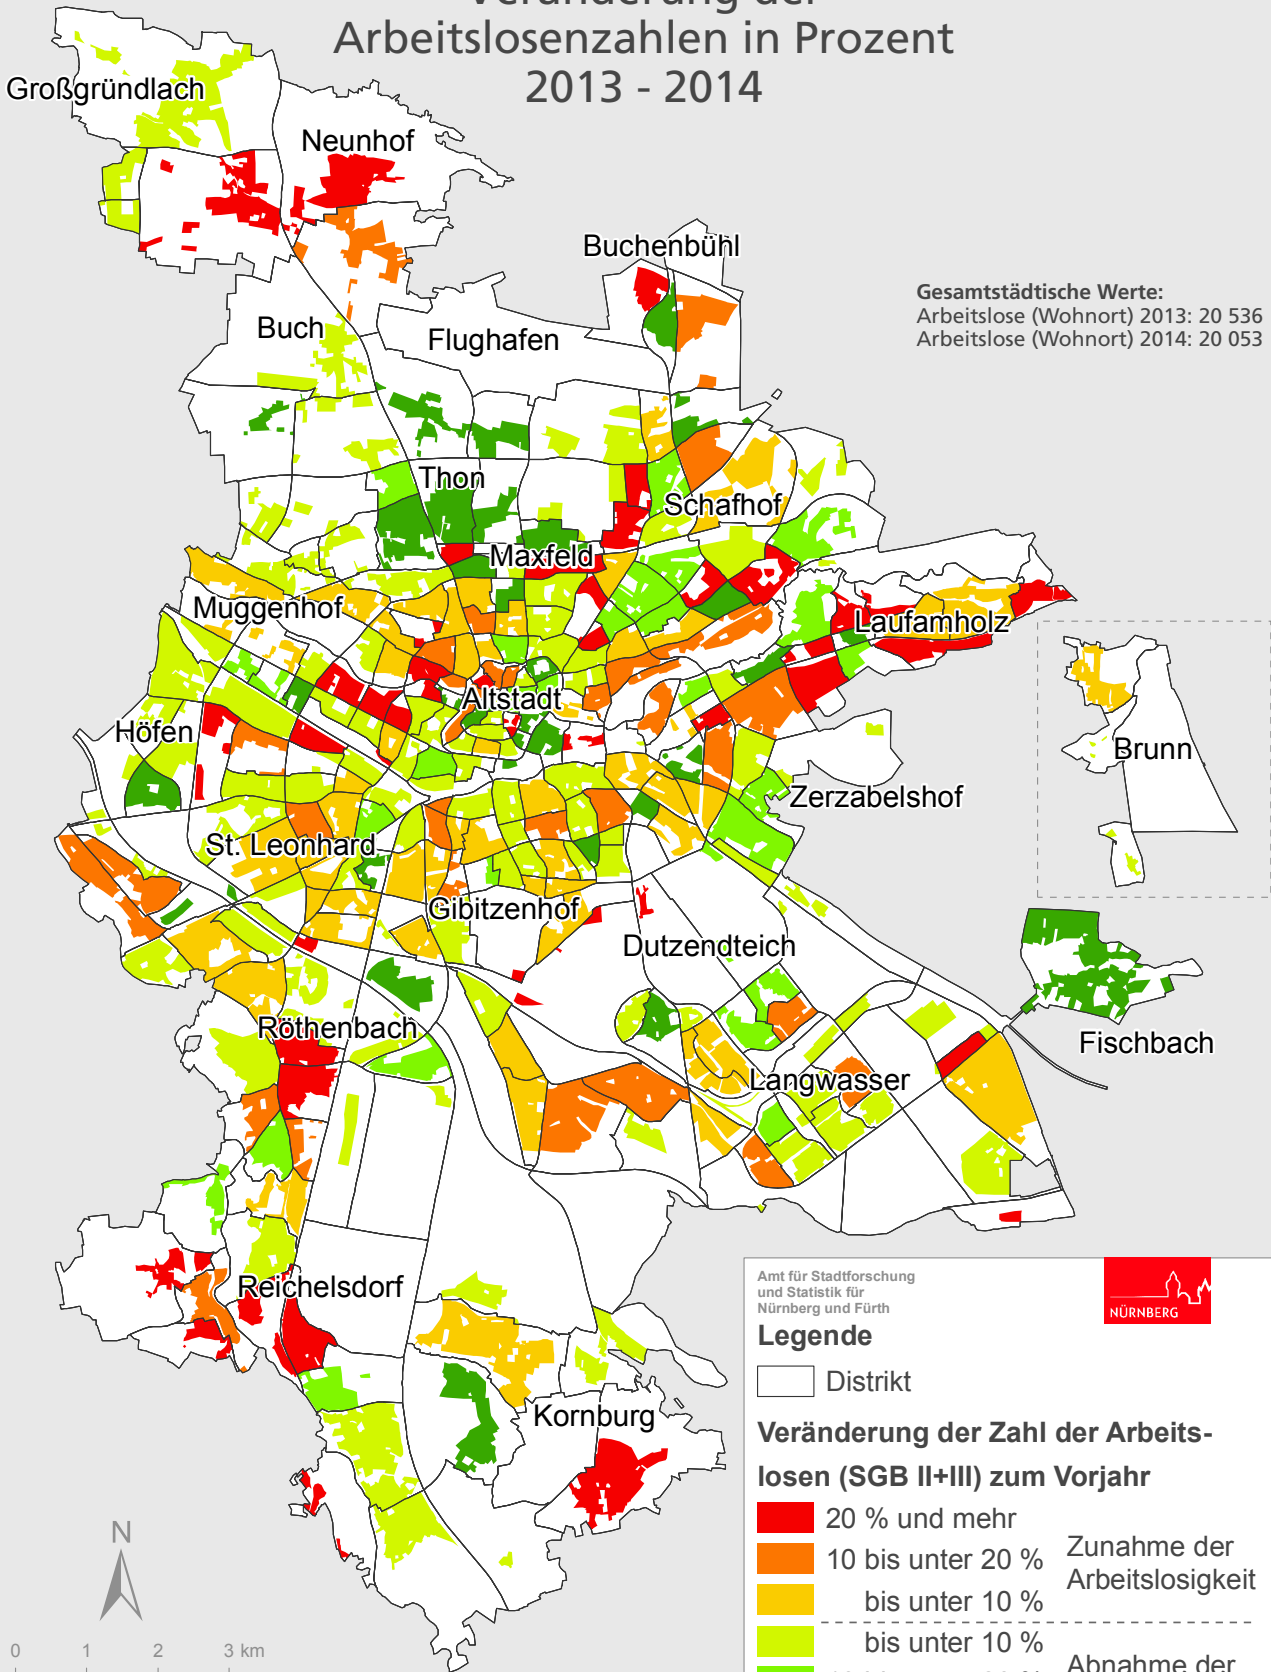 Veränderung der
Arbeitslosenzahlen in Prozent
2013 - 2014
Großgründlach
Neunhof
Buchenbühl
Gesamtstädtische Werte:
Arbeitslose (Wohnort) 2013: 20 536
Arbeitslose (Wohnort) 2014: 20 053
Buch
Flughafen
Thon
Schafhof
Maxfeld
Muggenhof
Laufamholz
Altstadt
Höfen
Brunn
Zerzabelshof
St. Leonhard
Gibitzenhof
Dutzendteich
Röthenbach
Fischbach
Langwasser
Reichelsdorf
Kornburg
Amt für Stadtforschung
und Statistik für
Nürnberg und Fürth
NÜRNBERG
Legende
Distrikt
Veränderung der Zahl der Arbeits-
losen (SGB II+III) zum Vorjahr
20 % und mehr
10 bis unter 20 %
Zunahme der
Arbeitslosigkeit
bis unter 10 %
bis unter 10 %
Abnahme der
N
0 1 2 3 km